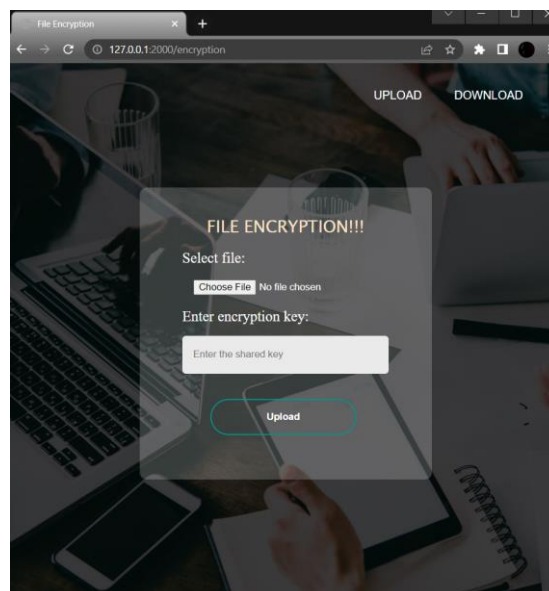 File Encryption
127.0.0.1:2000/encryption
UPLOAD DOWNLOAD
FILE ENCRYPTION!!!
Select file:
Choose File No file chosen
Enter encryption key:
Enter the shared key
Upload